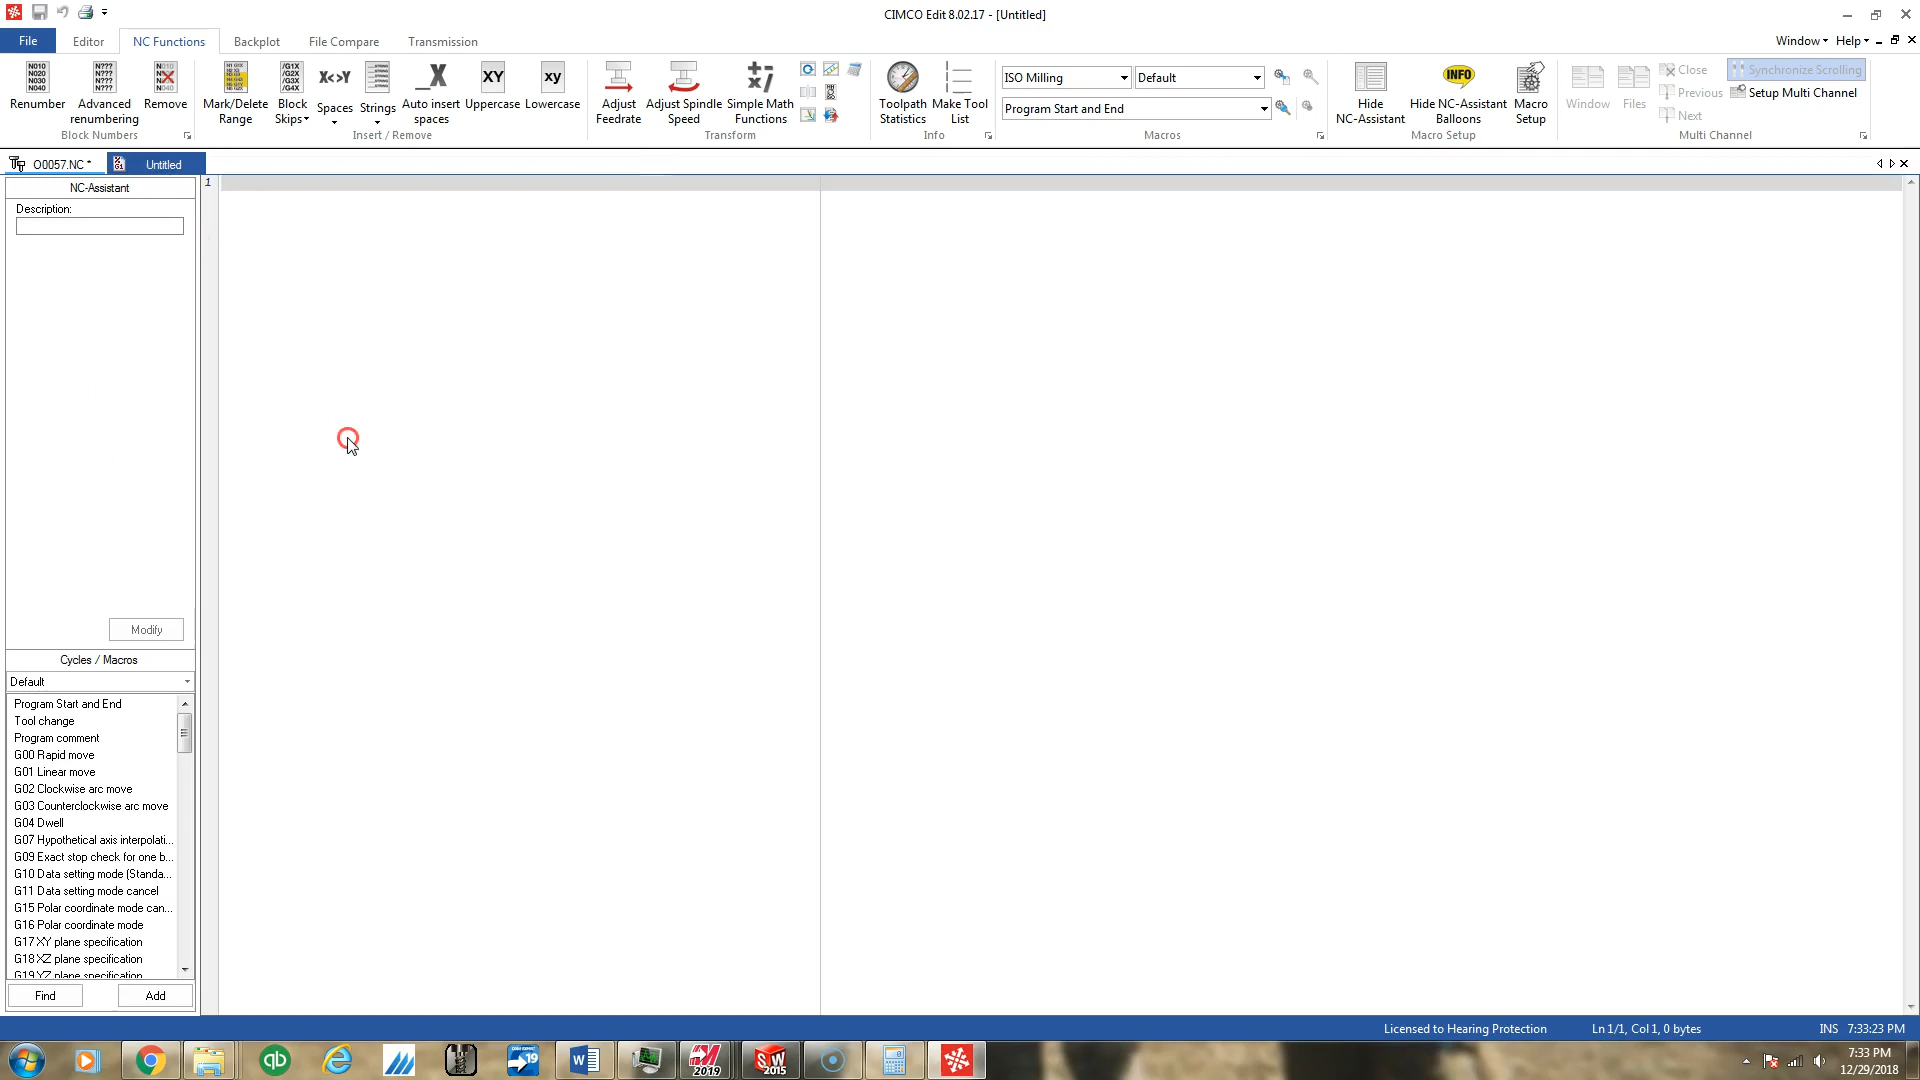 CIMCO Edit 8.02.17 - [Untitled]
File
Editor
NC Functions
Backplot
File Compare
Transmission
Window
Help
Renumber
Advanced renumbering
Remove
Block Numbers
Mark/Delete Range
Block Skips
Spaces
Strings
Auto insert spaces
Uppercase
Lowercase
Insert / Remove
Adjust Feedrate
Adjust Spindle Speed
Simple Math Functions
Transform
Toolpath Statistics
Make Tool List
Info
ISO Milling
Default
Program Start and End
Macros
Hide NC-Assistant
Hide NC-Assistant Balloons
Macro Setup
Macro Setup
Window
Files
Close
Previous
Next
Synchronize Scrolling
Setup Multi Channel
Multi Channel
O0057.NC *
Untitled
NC-Assistant
Description:
1
Modify
Cycles / Macros
Default
Program Start and End
Tool change
Program comment
G00 Rapid move
G01 Linear move
G02 Clockwise arc move
G03 Counterclockwise arc move
G04 Dwell
G07 Hypothetical axis interpolati...
G09 Exact stop check for one b...
G10 Data setting mode (Standa...
G11 Data setting mode cancel
G15 Polar coordinate mode can...
G16 Polar coordinate mode
G17 XY plane specification
G18 XZ plane specification
G19 YZ plane specification
Find
Add
Licensed to Hearing Protection
Ln 1/1, Col 1, 0 bytes
INS
7:33:23 PM
7:33 PM
12/29/2018